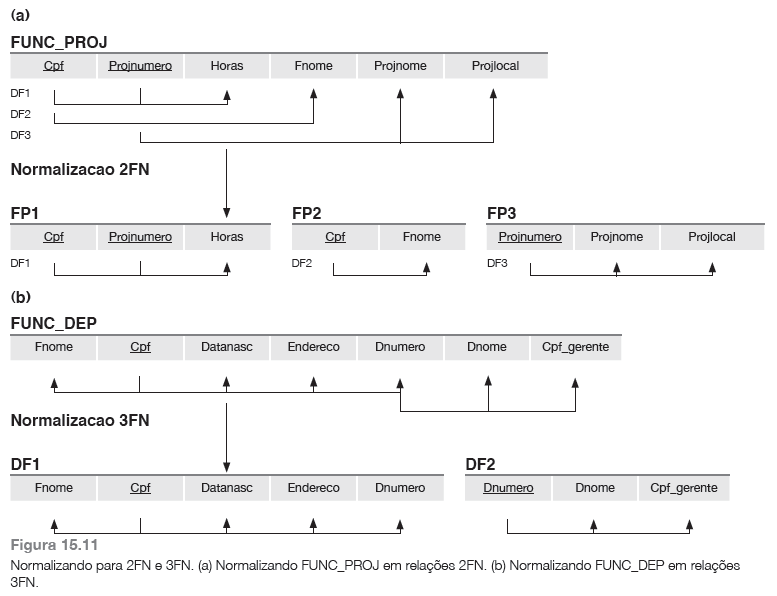 (a)
FUNC_PROJ
Cpf Projnumero Horas Fnome Projnome Projlocal
DF1
DF2
DF3
Normalizacao 2FN
FP1 FP2 FP3
Cpf Projnumero Horas Cpf Fnome Projnumero Projnome Projlocal
DF1 DF2 DF3
(b)
FUNC_DEP
Fnome Cpf Datanasc Endereco Dnumero Dnome Cpf_gerente
Normalizacao 3FN
DF1 DF2
Fnome Cpf Datanasc Endereco Dnumero Dnumero Dnome Cpf_gerente
Figura 15.11
Normalizando para 2FN e 3FN. (a) Normalizando FUNC_PROJ em relações 2FN. (b) Normalizando FUNC_DEP em relações
3FN.